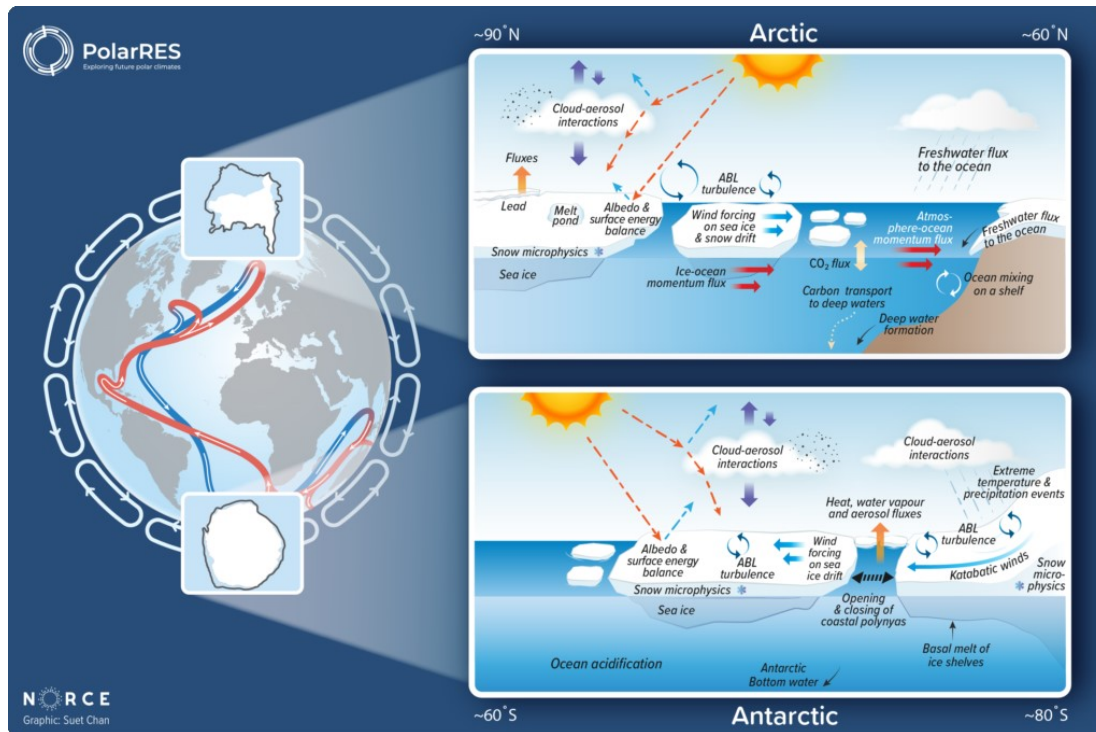 PolarRES
Exploring future polar climates
~90°N
Arctic
~60°N
Cloud-aerosol
interactions
Fluxes
Lead
Melt
pond
Albedo &
surface energy
balance
Snow microphysics
Sea ice
ABL
turbulence
Wind forcing
on sea ice
& snow drift
Ice-ocean
momentum flux
Freshwater flux
to the ocean
Atmos-
phere-ocean
momentum flux
CO₂ flux
Carbon transport
to deep waters
Freshwater flux
to the ocean
Ocean mixing
on a shelf
Deep water
formation
Cloud-aerosol
interactions
Cloud-aerosol
interactions
Extreme
temperature &
precipitation events
Heat, water vapour
and aerosol fluxes
Albedo &
surface energy
balance
ABL
turbulence
Wind
forcing
on sea
ice drift
ABL
turbulence
Katabatic winds
Snow
micro-
physics
Snow microphysics
Sea ice
Opening
& closing of
coastal polynyas
Basal melt of
ice shelves
Ocean acidification
Antarctic
Bottom water
~60°S
Antarctic
~80°S
NORCE
Graphic: Suet Chan